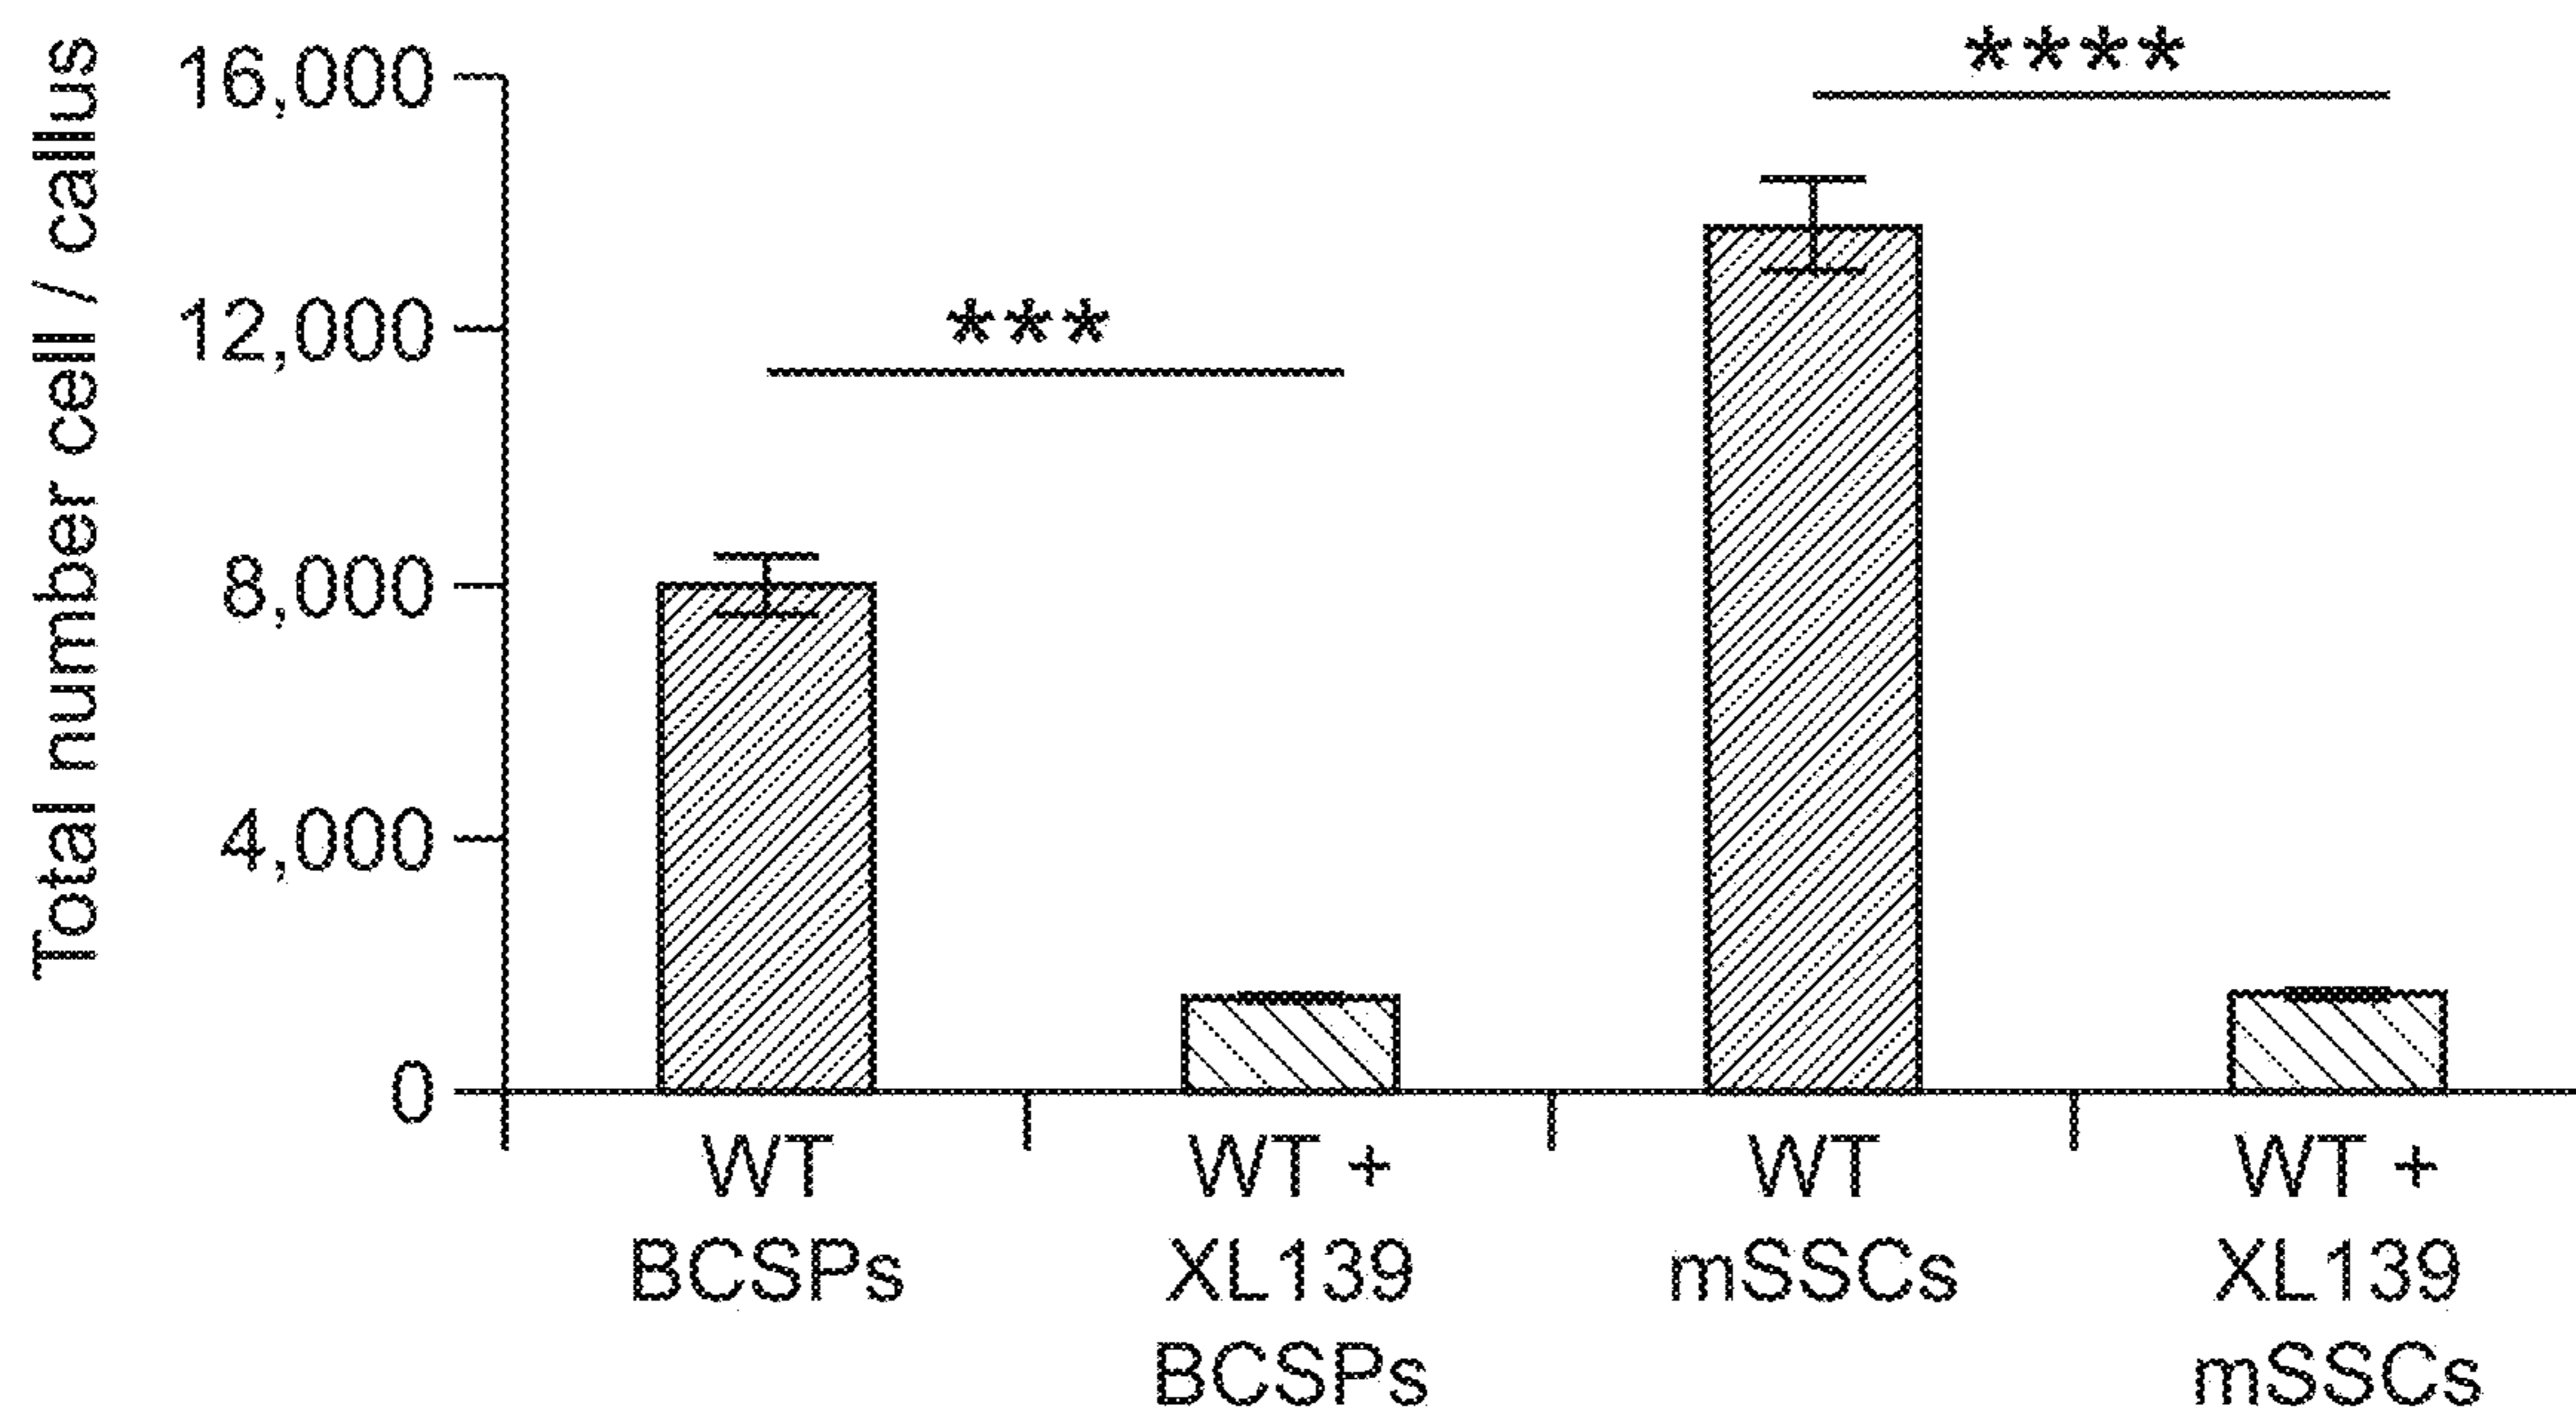 Total number cell / callus
16,000
12,000
8,000
4,000
0
***
****
WT
BCSPs
WT +
XL139
BCSPs
WT
mSSCs
WT +
XL139
mSSCs